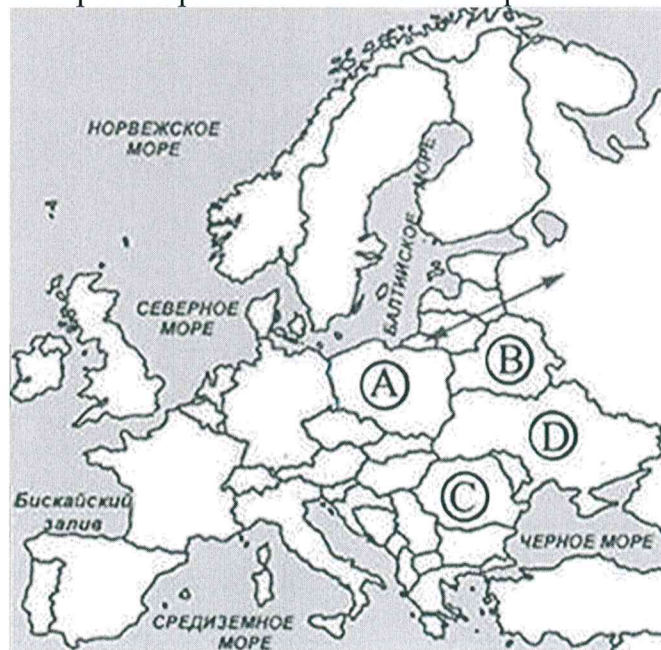 НОРВЕЖСКОЕ
МОРЕ
БАЛТИЙСКОЕ МОРЕ
СЕВЕРНОЕ
МОРЕ
A
B
D
C
Бискайский
залив
ЧЕРНОЕ МОРЕ
СРЕДИЗЕМНОЕ
МОРЕ